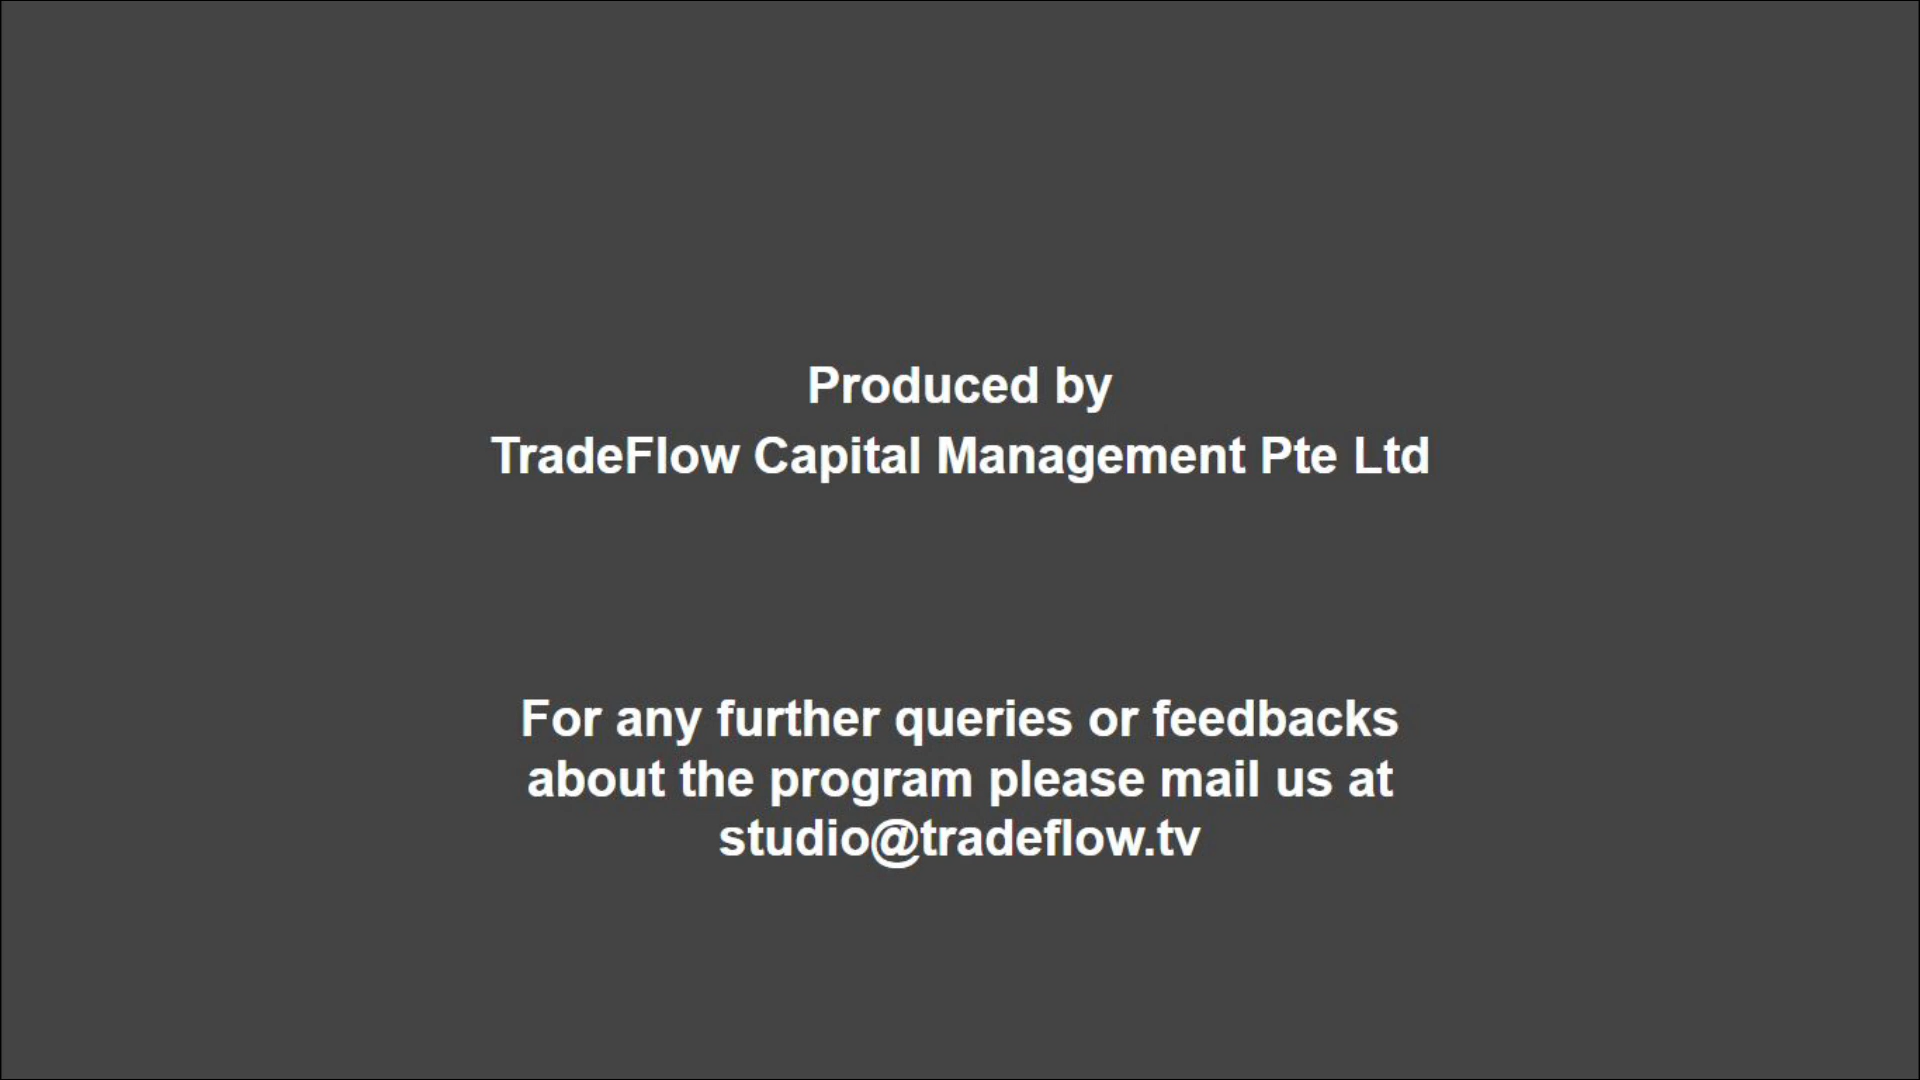 Produced by
TradeFlow Capital Management Pte Ltd
For any further queries or feedbacks
about the program please mail us at
studio@tradeflow.tv